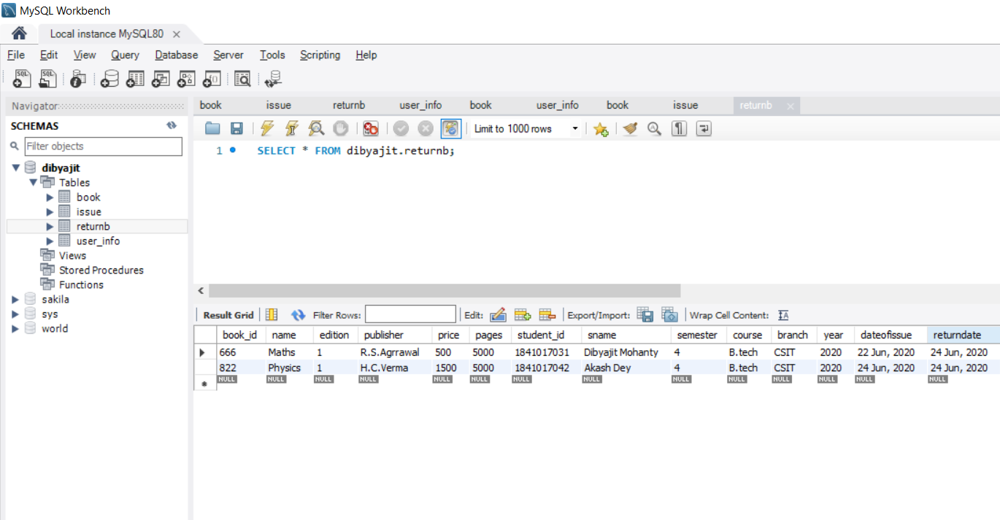 MySQL Workbench
Local instance MySQL80
File Edit View Query Database Server Tools Scripting Help
SQL SQL
Navigator
SCHEMAS
Filter objects
dibyajit
Tables
book
issue
returnb
user_info
Views
Stored Procedures
Functions
sakila
sys
world
book issue returnb user_info book user_info book issue returnb
Limit to 1000 rows
1 SELECT * FROM dibyajit.returnb;
Result Grid Filter Rows: Edit: Export/Import: Wrap Cell Content: IA
book_id name edition publisher price pages student_id sname semester course branch year dateofissue returndate
666 Maths 1 R.S.Agrrawal 500 5000 1841017031 Dibyajit Mohanty 4 B.tech CSIT 2020 22 Jun, 2020 24 Jun, 2020
822 Physics 1 H.C.Verma 1500 5000 1841017042 Akash Dey 4 B.tech CSIT 2020 24 Jun, 2020 24 Jun, 2020
NULL NULL NULL NULL NULL NULL NULL NULL NULL NULL NULL NULL NULL NULL